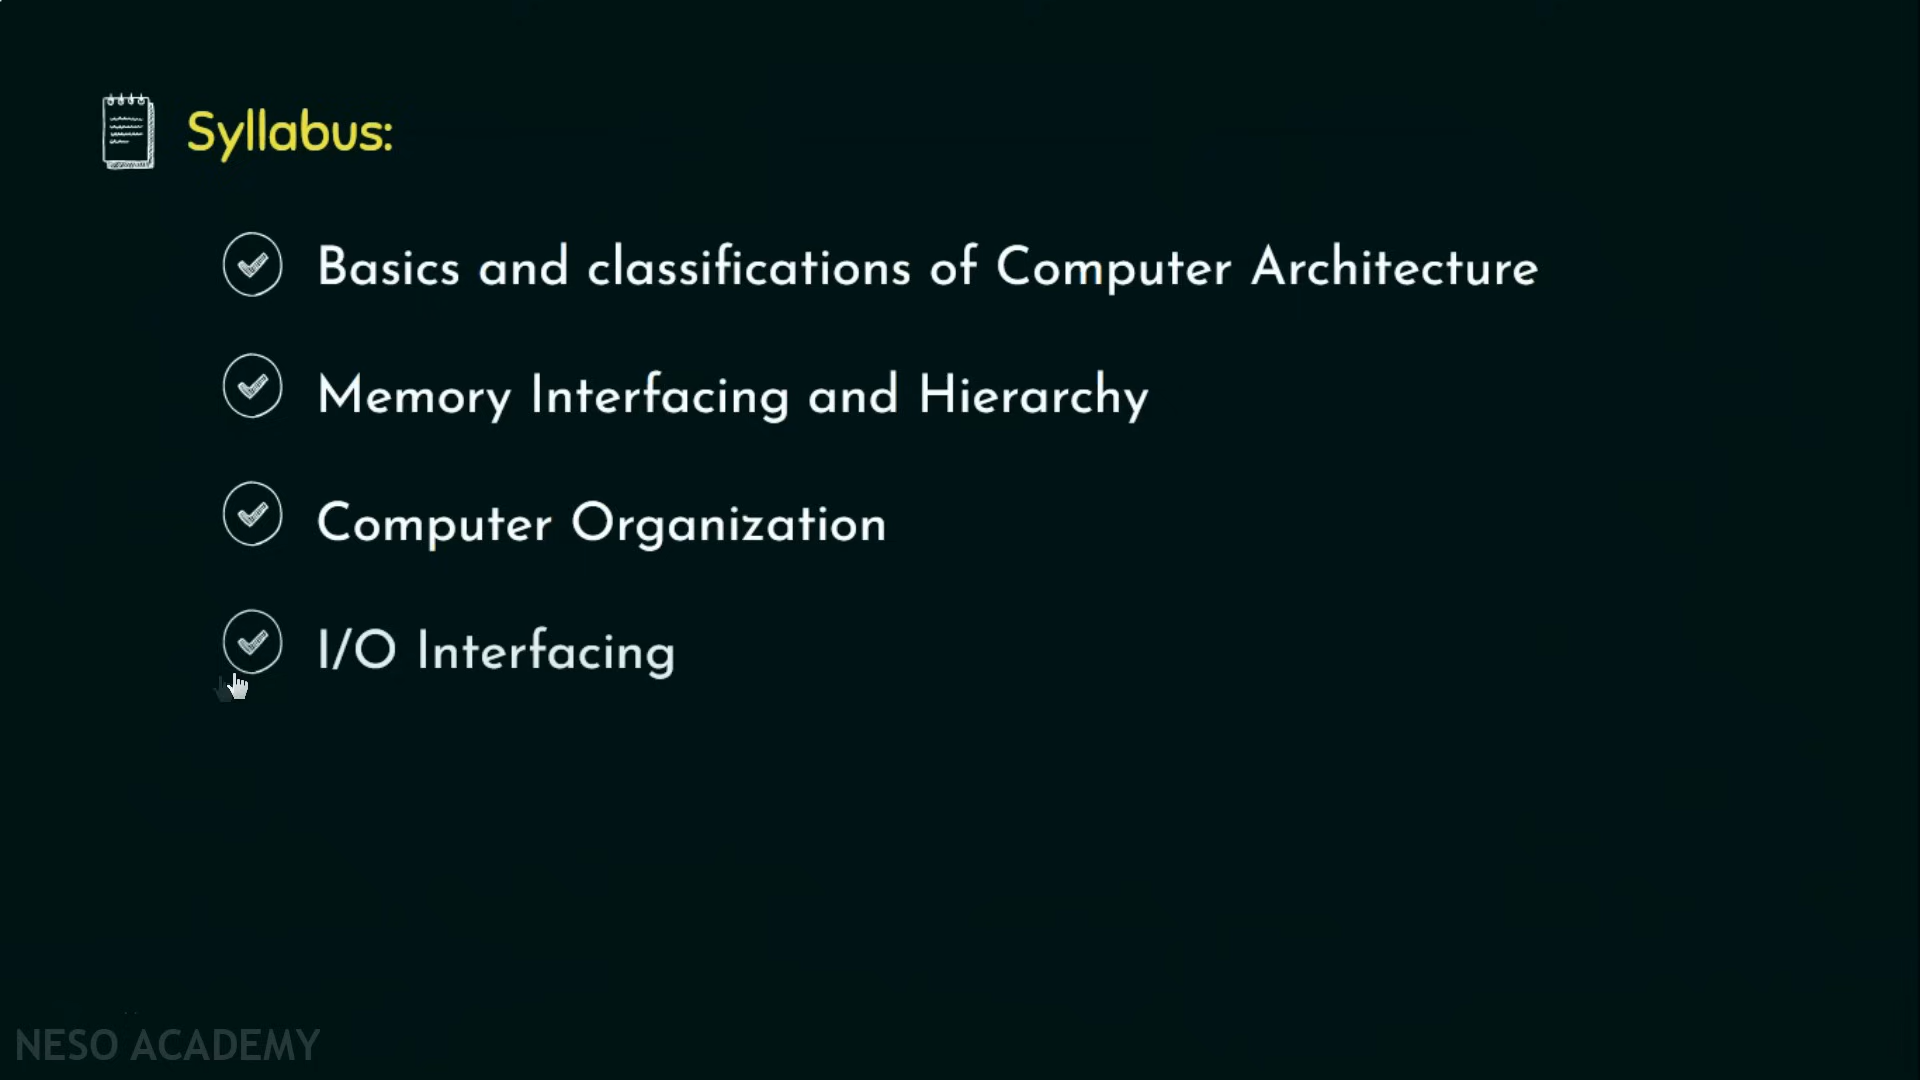 Syllabus:
Basics and classifications of Computer Architecture
Memory Interfacing and Hierarchy
Computer Organization
I/O Interfacing
NESO ACADEMY